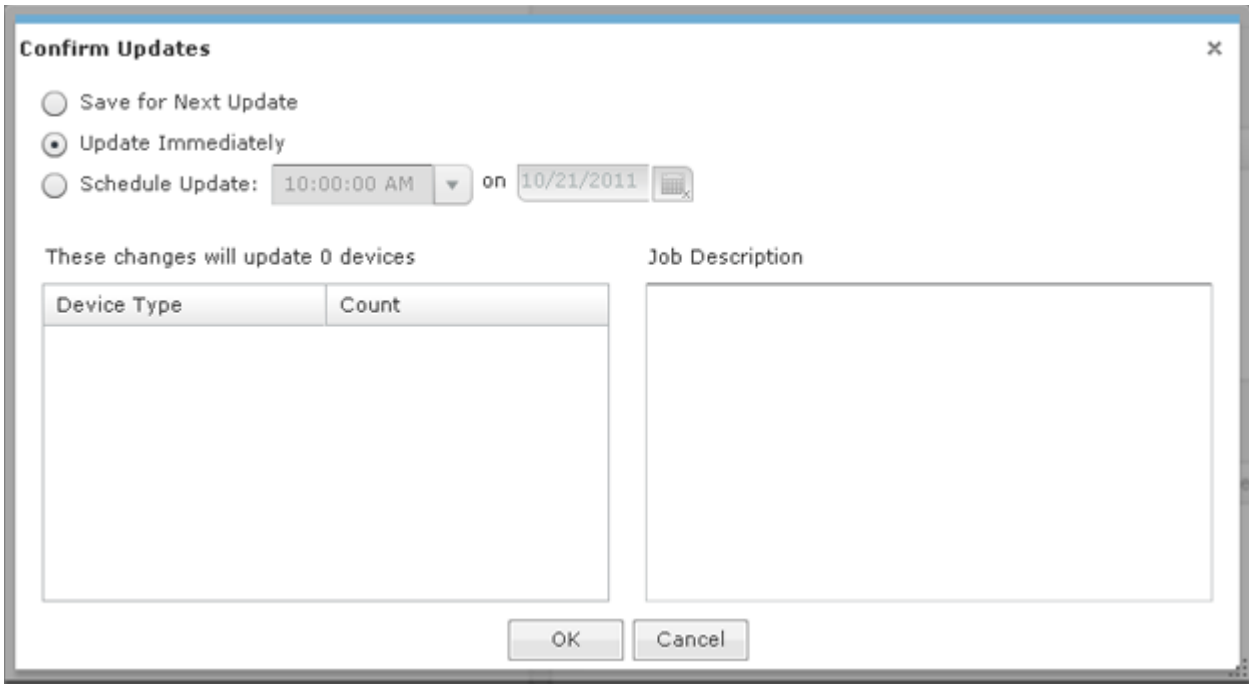 Confirm Updates
Save for Next Update
Update Immediately
Schedule Update: 10:00:00 AM on 10/21/2011
These changes will update 0 devices Job Description
Device Type Count
OK Cancel